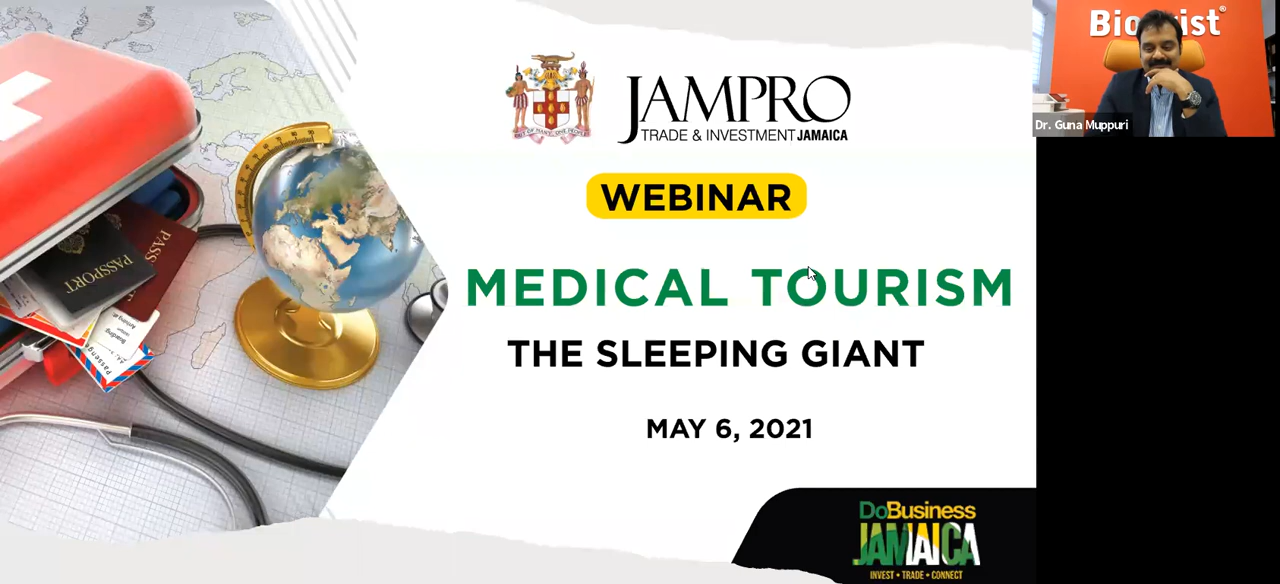 JAMPRO
TRADE & INVESTMENT JAMAICA
WEBINAR
MEDICAL TOURISM
THE SLEEPING GIANT
MAY 6, 2021
DoBusiness
JAMAICA
INVEST • TRADE • CONNECT
Dr. Guna Muppuri
PASSPORT
PASS